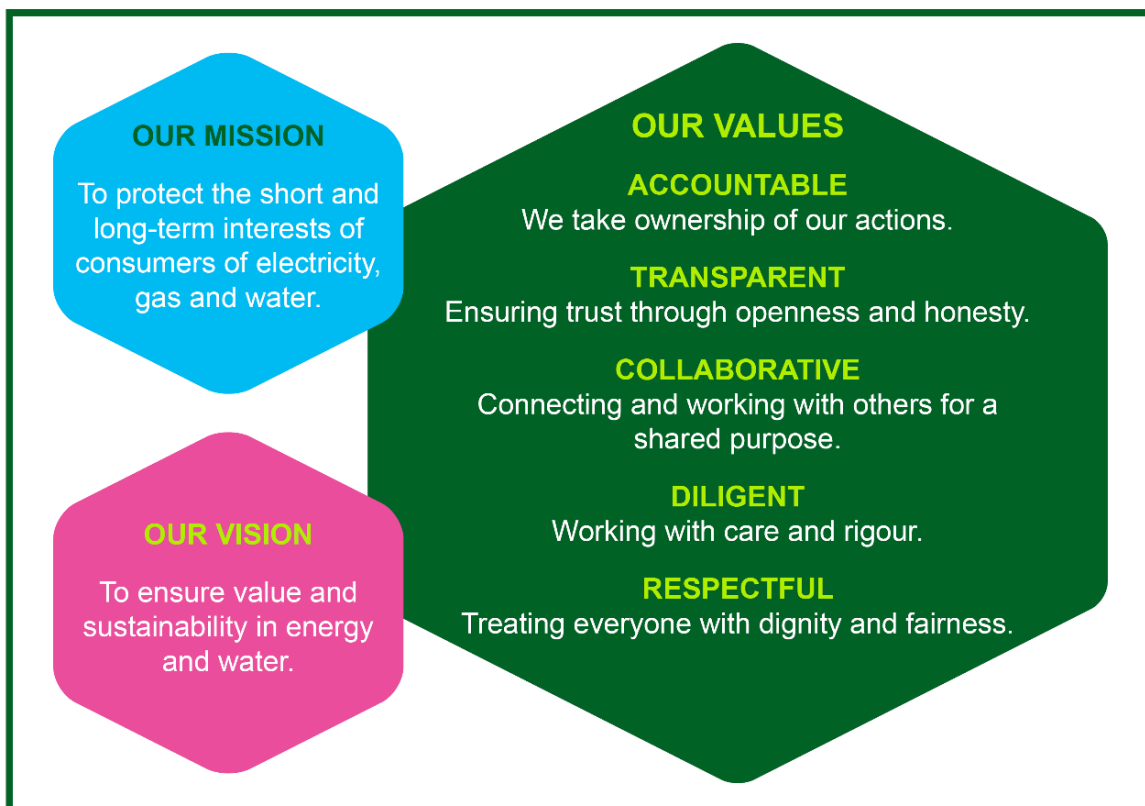 OUR MISSION
To protect the short and
long-term interests of
consumers of electricity,
gas and water.
OUR VISION
To ensure value and
sustainability in energy
and water.
OUR VALUES
ACCOUNTABLE
We take ownership of our actions.
TRANSPARENT
Ensuring trust through openness and honesty.
COLLABORATIVE
Connecting and working with others for a
shared purpose.
DILIGENT
Working with care and rigour.
RESPECTFUL
Treating everyone with dignity and fairness.